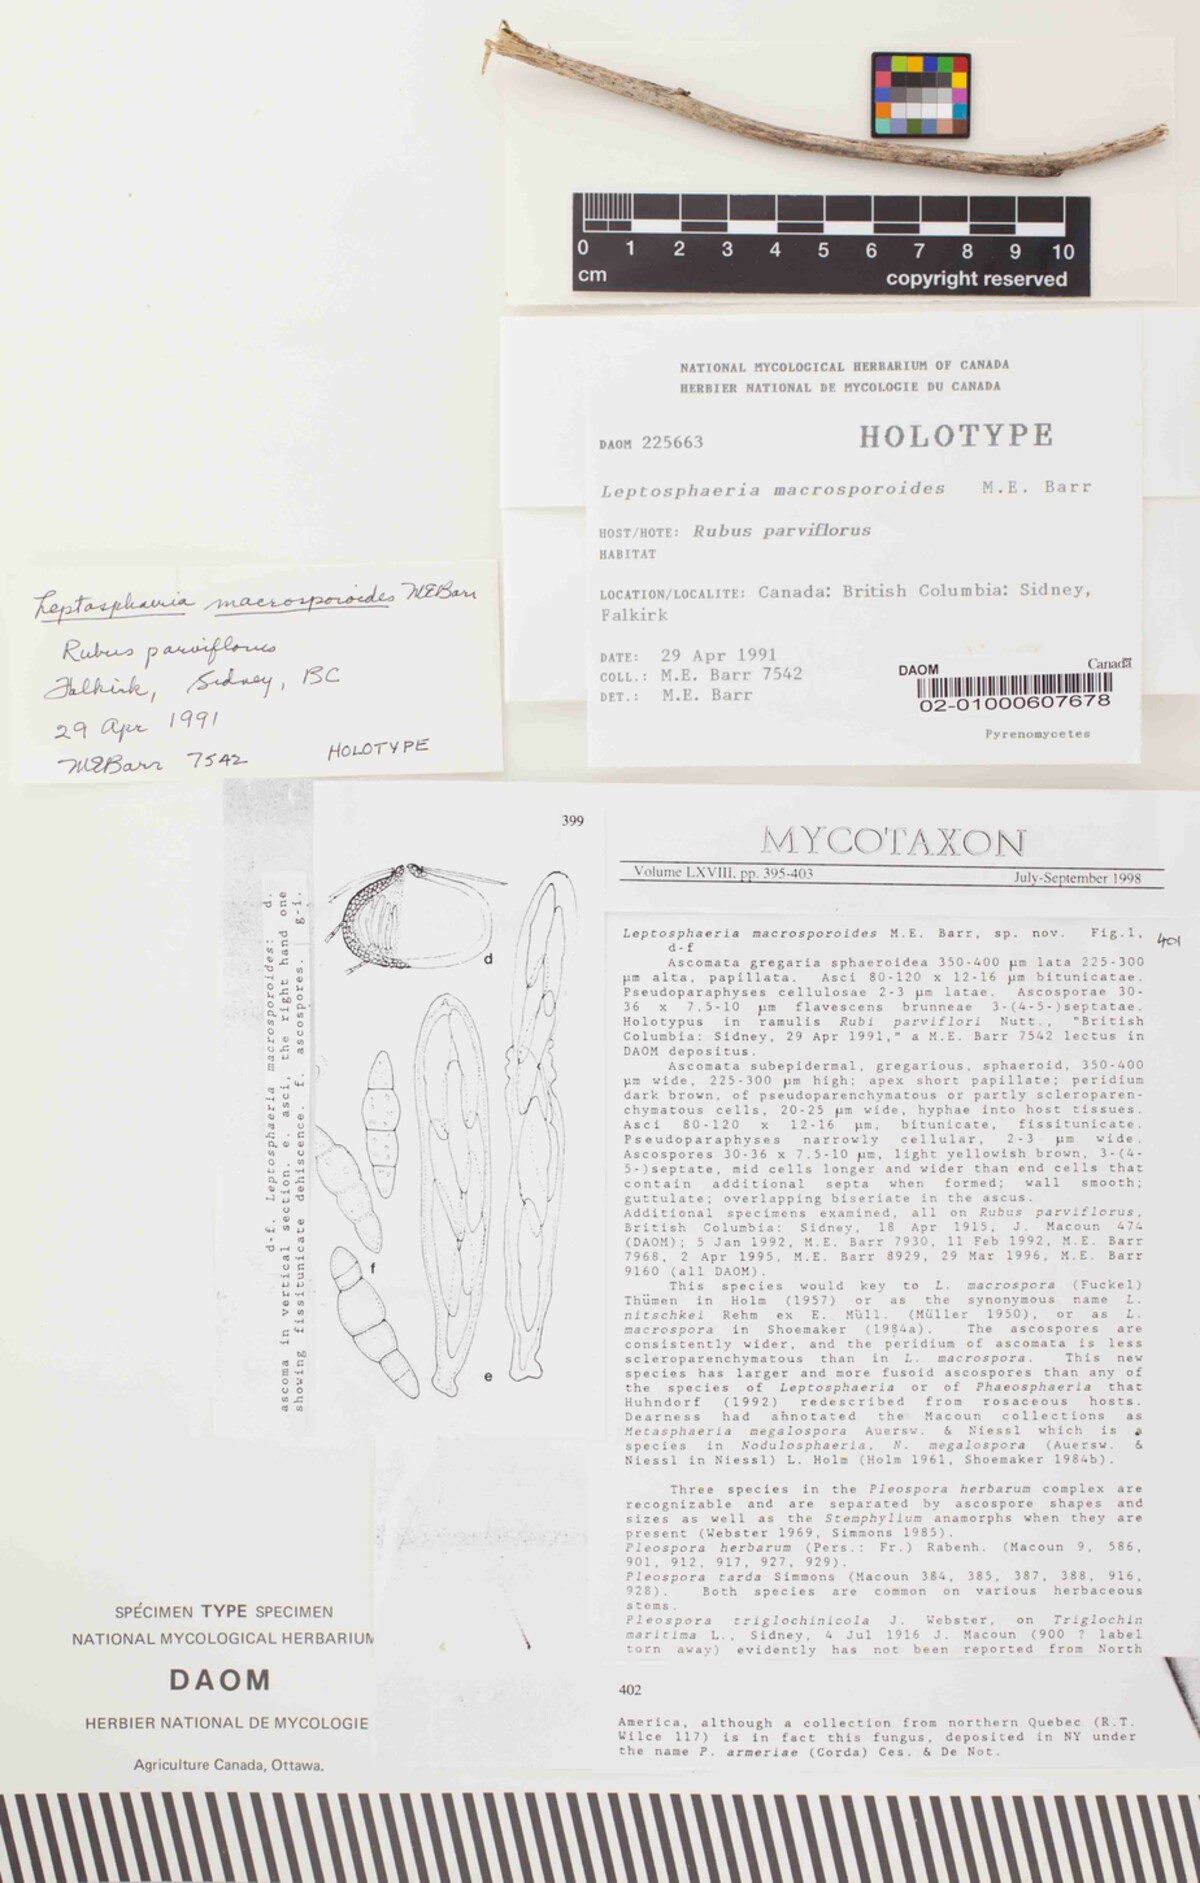 0 1 2 3 4 5 6 7 8 9 10
cm copyright reserved
NATIONAL MYCOLOGICAL HERBARIUM OF CANADA
HERBIER NATIONAL DE MYCOLOGIE DU CANADA
DAOM 225663 HOLOTYPE
Leptosphaeria macrosporoides M.E. Barr
HOST/HOTE: Rubus parviflorus
HABITAT
LOCATION/LOCALITE: Canada: British Columbia: Sidney,
Falkirk
DATE: 29 Apr 1991
COLL.: M.E. Barr 7542
DET.: M.E. Barr
DAOM Canada
02-01000607678
Pyrenomycetes
Leptosphaeria macrosporoides MEBarr
Rubus parviflorus
Falkirk, Sidney, BC
29 Apr 1991
MEBarr 7542 HOLOTYPE
399
d
e
f
d-f. Leptosphaeria macrosporoides: d.
ascoma in vertical section. e. asci, the right hand one
showing fissitunicate dehiscence. f. ascospores. g-i.
MYCOTAXON
Volume LXVIII, pp. 395-403 July-September 1998
401
Leptosphaeria macrosporoides M.E. Barr, sp. nov. Fig.1,
d-f
Ascomata gregaria sphaeroidea 350-400 µm lata 225-300
µm alta, papillata. Asci 80-120 x 12-16 µm bitunicatae.
Pseudoparaphyses cellulosae 2-3 µm latae. Ascosporae 30-
36 x 7.5-10 µm flavescens brunneae 3-(4-5-)septatae.
Holotypus in ramulis Rubi parviflori Nutt., "British
Columbia: Sidney, 29 Apr 1991," a M.E. Barr 7542 lectus in
DAOM depositus.
Ascomata subepidermal, gregarious, sphaeroid, 350-400
µm wide, 225-300 µm high; apex short papillate; peridium
dark brown, of pseudoparenchymatous or partly scleroparen-
chymatous cells, 20-25 µm wide, hyphae into host tissues.
Asci 80-120 x 12-16 µm, bitunicate, fissitunicate.
Pseudoparaphyses narrowly cellular, 2-3 µm wide.
Ascospores 30-36 x 7.5-10 µm, light yellowish brown, 3-(4-
5-)septate, mid cells longer and wider than end cells that
contain additional septa when formed; wall smooth;
guttulate; overlapping biseriate in the ascus.
Additional specimens examined, all on Rubus parviflorus,
British Columbia: Sidney, 18 Apr 1915, J. Macoun 474
(DAOM); 5 Jan 1992, M.E. Barr 7930, 11 Feb 1992, M.E. Barr
7968, 2 Apr 1995, M.E. Barr 8929, 29 Mar 1996, M.E. Barr
9160 (all DAOM).
This species would key to L. macrospora (Fuckel)
Thümen in Holm (1957) or as the synonymous name L.
nitschkei Rehm ex E. Müll. (Müller 1950), or as L.
macrospora in Shoemaker (1984a). The ascospores are
consistently wider, and the peridium of ascomata is less
scleroparenchymatous than in L. macrospora. This new
species has larger and more fusoid ascospores than any of
the species of Leptosphaeria or of Phaeosphaeria that
Huhndorf (1992) redescribed from rosaceous hosts.
Dearness had annotated the Macoun collections as
Metasphaeria megalospora Auersw. & Niessl which is a
species in Nodulosphaeria, N. megalospora (Auersw. &
Niessl in Niessl) L. Holm (Holm 1961, Shoemaker 1984b).
Three species in the Pleospora herbarum complex are
recognizable and are separated by ascospore shapes and
sizes as well as the Stemphylium anamorphs when they are
present (Webster 1969, Simmons 1985).
Pleospora herbarum (Pers.: Fr.) Rabenh. (Macoun 9, 586,
901, 912, 917, 927, 929).
Pleospora tarda Simmons (Macoun 384, 385, 387, 388, 916,
928). Both species are common on various herbaceous
stems.
Pleospora triglochinicola J. Webster, on Triglochin
maritima L., Sidney, 4 Jul 1916 J. Macoun (900 ? label
torn away) evidently has not been reported from North
402
America, although a collection from northern Quebec (R.T.
Wilce 117) is in fact this fungus, deposited in NY under
the name P. armeriae (Corda) Ces. & De Not.
SPÉCIMEN TYPE SPECIMEN
NATIONAL MYCOLOGICAL HERBARIUM
DAOM
HERBIER NATIONAL DE MYCOLOGIE
Agriculture Canada, Ottawa.